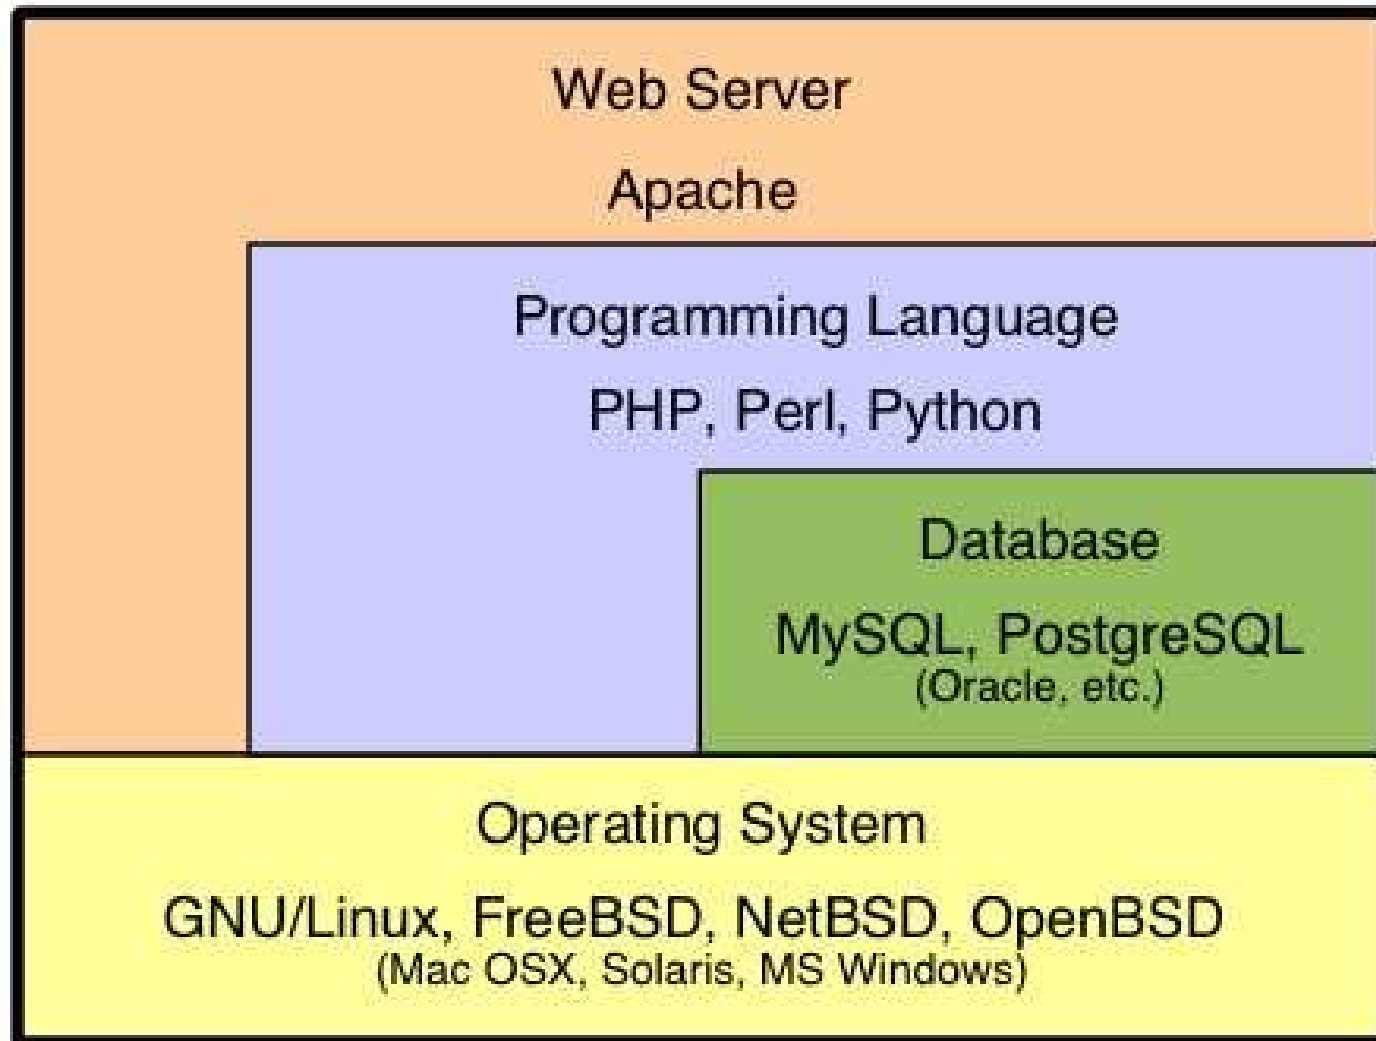 Web Server
Apache
Programming Language
PHP, Perl, Python
Database
MySQL, PostgreSQL
(Oracle, etc.)
Operating System
GNU/Linux, FreeBSD, NetBSD, OpenBSD
(Mac OSX, Solaris, MS Windows)